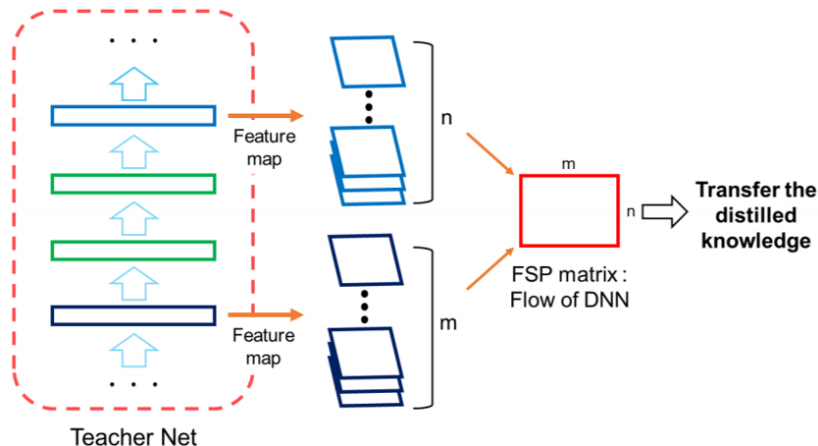 . . .
Feature
map
n
m
n
Transfer the
distilled
knowledge
FSP matrix :
Flow of DNN
Feature
map
m
. . .
Teacher Net